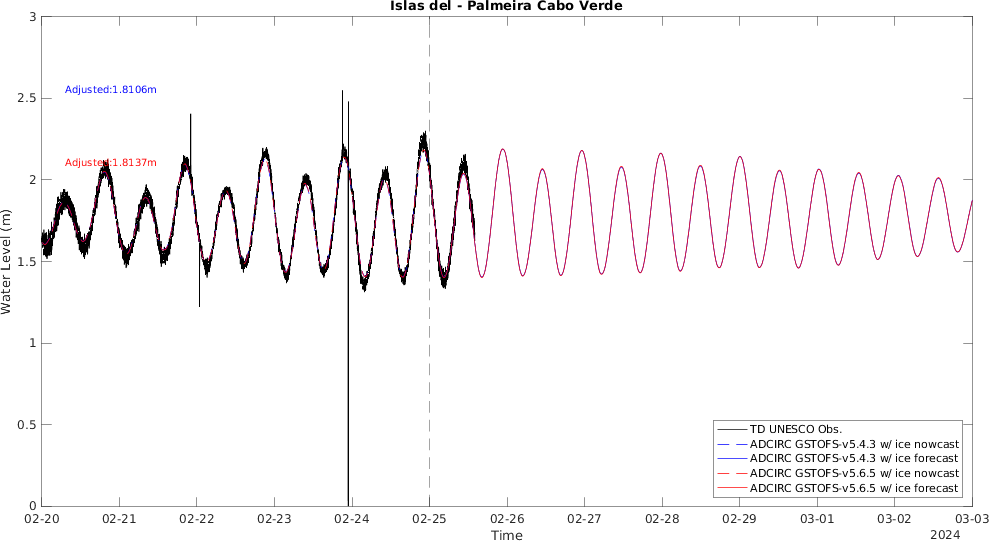 Islas del - Palmeira Cabo Verde
3
2.5
2
1.5
1
0.5
0
Water Level (m)
Adjusted:1.8106m
Adjusted:1.8137m
TD UNESCO Obs.
ADCIRC GSTOFS-v5.4.3 w/ ice nowcast
ADCIRC GSTOFS-v5.4.3 w/ ice forecast
ADCIRC GSTOFS-v5.6.5 w/ ice nowcast
ADCIRC GSTOFS-v5.6.5 w/ ice forecast
02-20 02-21 02-22 02-23 02-24 02-25 02-26 02-27 02-28 02-29 03-01 03-02 03-03
Time
2024